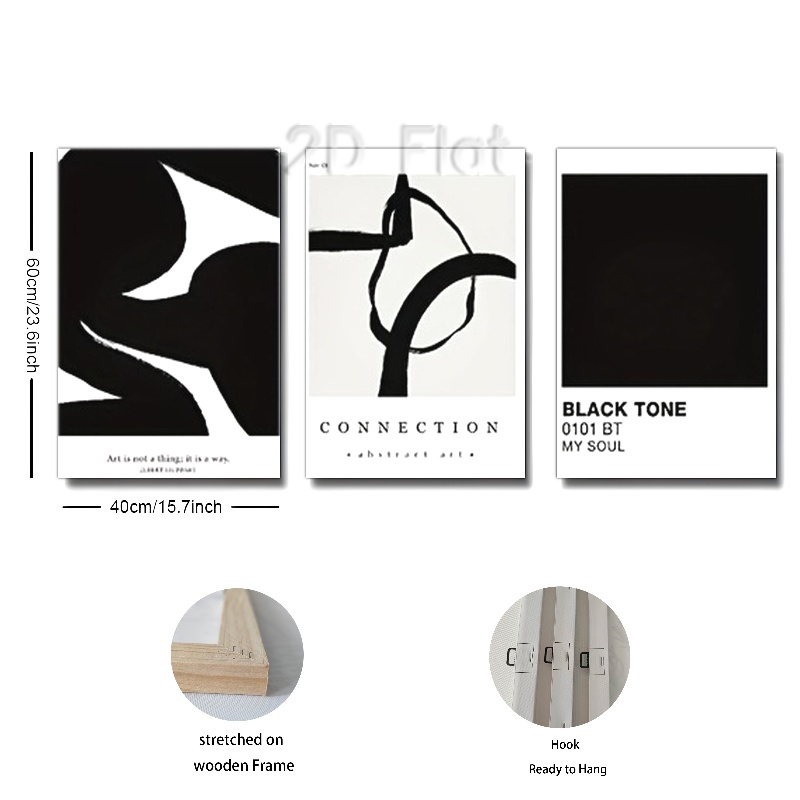 2D Flat
60cm/23.6inch
Art is not a thing; it is a way.
CONNECTION
• abstract art •
BLACK TONE
0101 BT
MY SOUL
40cm/15.7inch
stretched on
wooden Frame
Hook
Ready to Hang